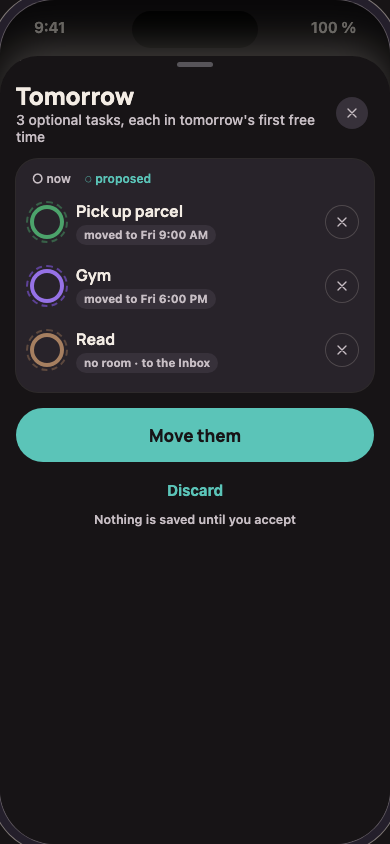 9:41
100 %
Tomorrow
3 optional tasks, each in tomorrow's first free
time
now
proposed
Pick up parcel
moved to Fri 9:00 AM
Gym
moved to Fri 6:00 PM
Read
no room · to the Inbox
Move them
Discard
Nothing is saved until you accept